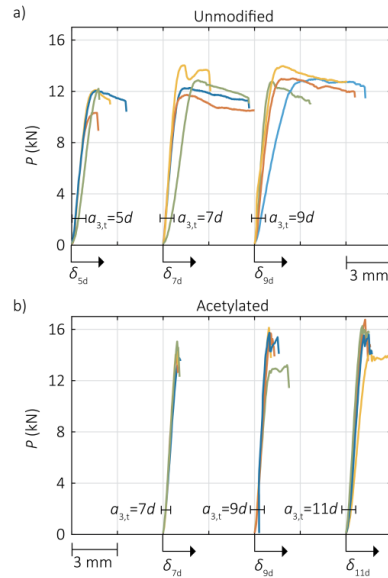 a)
Unmodified
16
12
8
4
0
P (kN)
a3,t=5d
a3,t=7d
a3,t=9d
δ5d
δ7d
δ9d
3 mm
b)
Acetylated
16
12
8
4
0
P (kN)
a3,t=7d
a3,t=9d
a3,t=11d
3 mm
δ7d
δ9d
δ11d